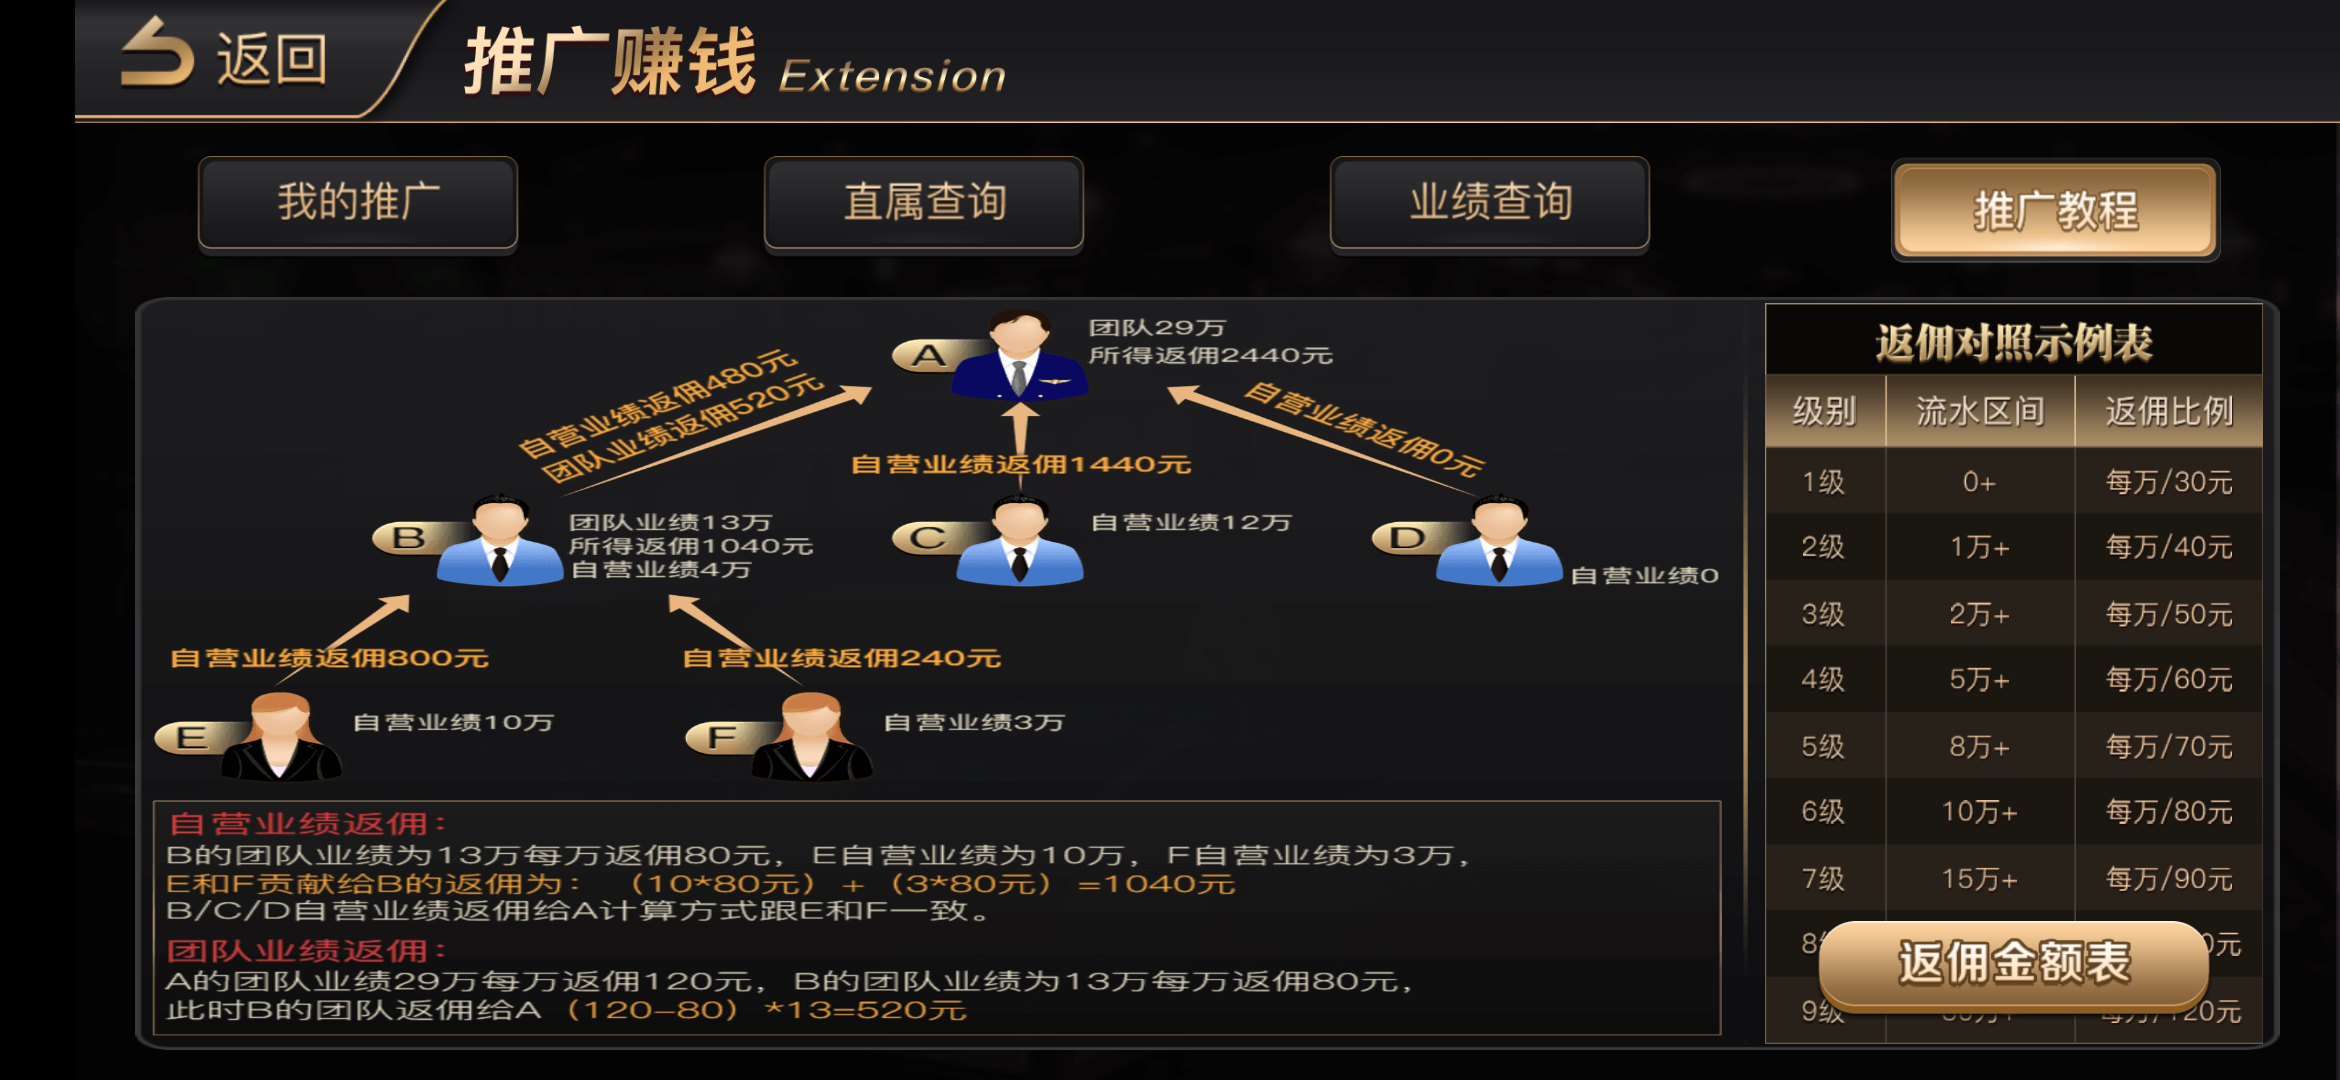 返回
推广赚钱 Extension
我的推广
直属查询
业绩查询
推广教程
A
团队29万
所得返佣2440元
自营业绩返佣480元
团队业绩返佣520元
自营业绩返佣1440元
自营业绩返佣0元
B
团队业绩13万
所得返佣1040元
自营业绩4万
C
自营业绩12万
D
自营业绩0
自营业绩返佣800元
自营业绩返佣240元
E
自营业绩10万
F
自营业绩3万
自营业绩返佣：
B的团队业绩为13万每万返佣80元，E自营业绩为10万，F自营业绩为3万，
E和F贡献给B的返佣为： （10*80元） + （3*80元） =1040元
B/C/D自营业绩返佣给A计算方式跟E和F一致。
团队业绩返佣：
A的团队业绩29万每万返佣120元，B的团队业绩为13万每万返佣80元，
此时B的团队返佣给A （120-80） *13=520元
返佣对照示例表
级别 流水区间 返佣比例
1级 0+ 每万/30元
2级 1万+ 每万/40元
3级 2万+ 每万/50元
4级 5万+ 每万/60元
5级 8万+ 每万/70元
6级 10万+ 每万/80元
7级 15万+ 每万/90元
8 0元
返佣金额表
9级 每万/120元